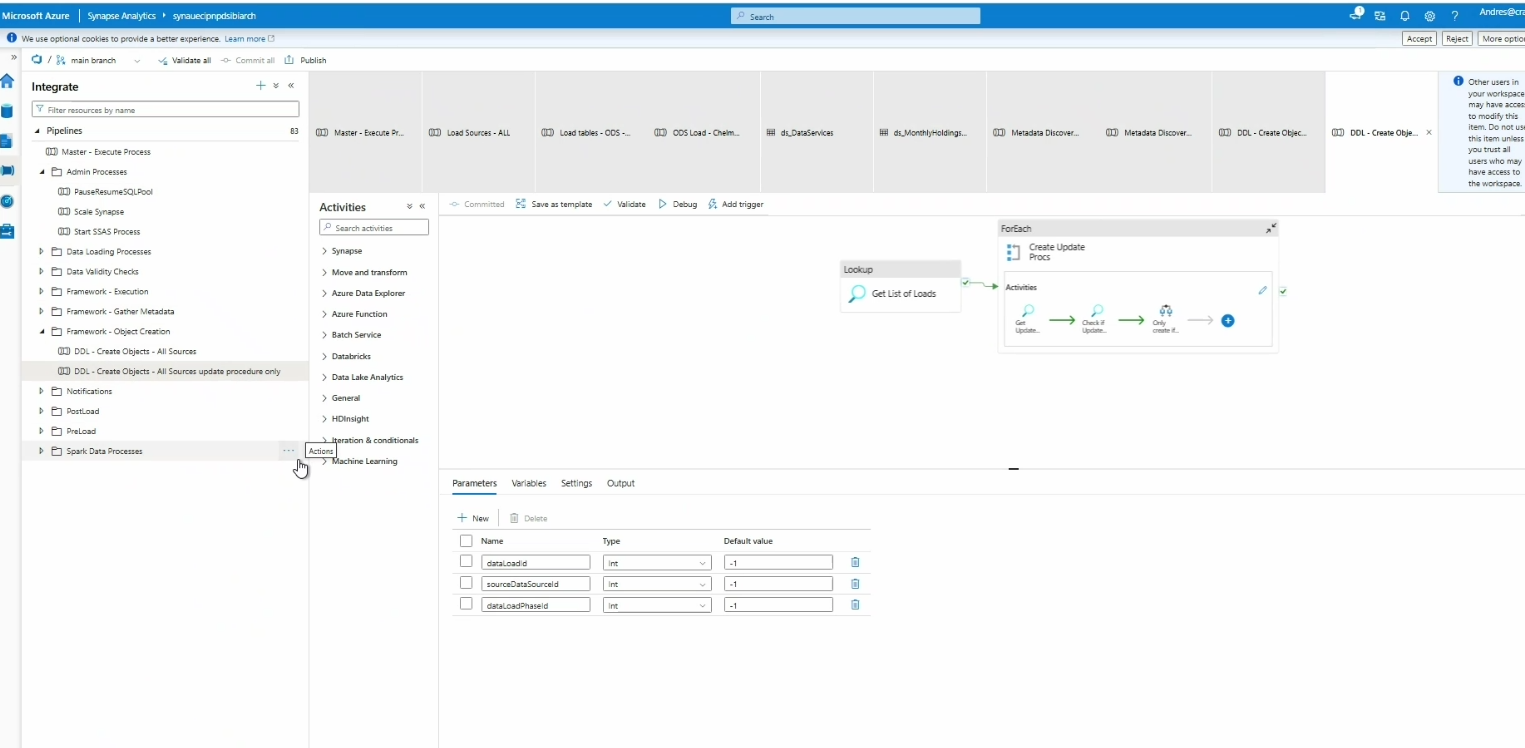 Microsoft Azure
Synapse Analytics
synauecipnpdsibiarch
Search
1
?
Andres@cra
We use optional cookies to provide a better experience. Learn more
Accept
Reject
More optio
»
/ main branch
Validate all
Commit all
Publish
Integrate
Filter resources by name
Pipelines
83
Master - Execute Process
Admin Processes
PauseResumeSQLPool
Scale Synapse
Start SSAS Process
Data Loading Processes
Data Validity Checks
Framework - Execution
Framework - Gather Metadata
Framework - Object Creation
DDL - Create Objects - All Sources
DDL - Create Objects - All Sources update procedure only
Notifications
PostLoad
PreLoad
Spark Data Processes
...
Actions
Master - Execute Pr...
Load Sources - ALL
Load tables - ODS -...
ODS Load - Chelm...
ds_DataServices
ds_MonthlyHoldings...
Metadata Discover...
Metadata Discover...
DDL - Create Objec...
DDL - Create Obje...
Other users in
your workspace
may have access
to modify this
item. Do not use
this item unless
you trust all
users who may
have access to
the workspace.
Activities
Search activities
Synapse
Move and transform
Azure Data Explorer
Azure Function
Batch Service
Databricks
Data Lake Analytics
General
HDInsight
Iteration & conditionals
Machine Learning
Committed
Save as template
Validate
Debug
Add trigger
Lookup
Get List of Loads
ForEach
Create Update
Procs
Activities
Get
Update...
Check if
Update...
Only
create if...
Parameters
Variables
Settings
Output
New
Delete
Name
Type
Default value
dataLoadId
Int
-1
sourceDataSourceId
Int
-1
dataLoadPhaseId
Int
-1